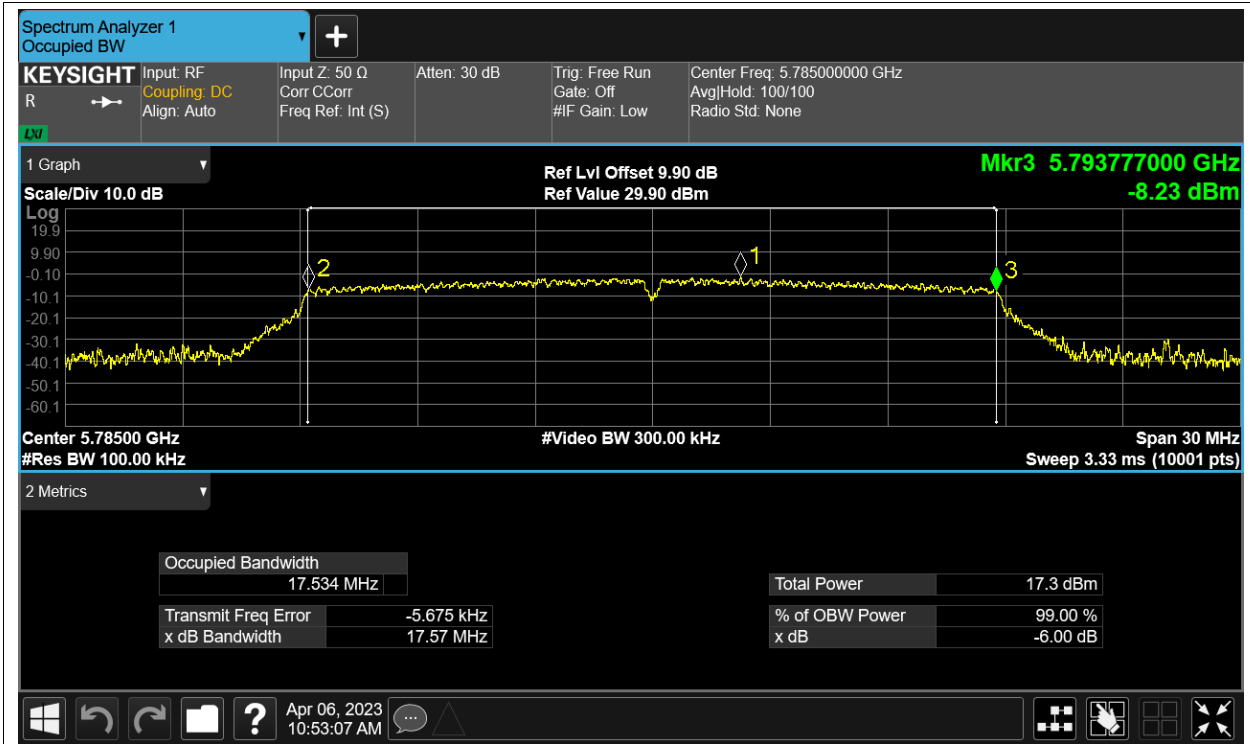 Spectrum Analyzer 1
Occupied BW
▼
+
KEYSIGHT
R
LXI
Input: RF
Coupling: DC
Align: Auto
Input Z: 50 Ω
Corr CCorr
Freq Ref: Int (S)
Atten: 30 dB
Trig: Free Run
Gate: Off
#IF Gain: Low
Center Freq: 5.785000000 GHz
Avg|Hold: 100/100
Radio Std: None
1 Graph ▼
Scale/Div 10.0 dB
Ref Lvl Offset 9.90 dB
Ref Value 29.90 dBm
Mkr3 5.793777000 GHz
-8.23 dBm
Log
19.9
9.90
-0.10
-10.1
-20.1
-30.1
-40.1
-50.1
-60.1
2
1
3
Center 5.78500 GHz
#Res BW 100.00 kHz
#Video BW 300.00 kHz
Span 30 MHz
Sweep 3.33 ms (10001 pts)
2 Metrics ▼
Occupied Bandwidth
17.534 MHz
Transmit Freq Error -5.675 kHz
x dB Bandwidth 17.57 MHz
Total Power 17.3 dBm
% of OBW Power 99.00 %
x dB -6.00 dB
?
Apr 06, 2023
10:53:07 AM